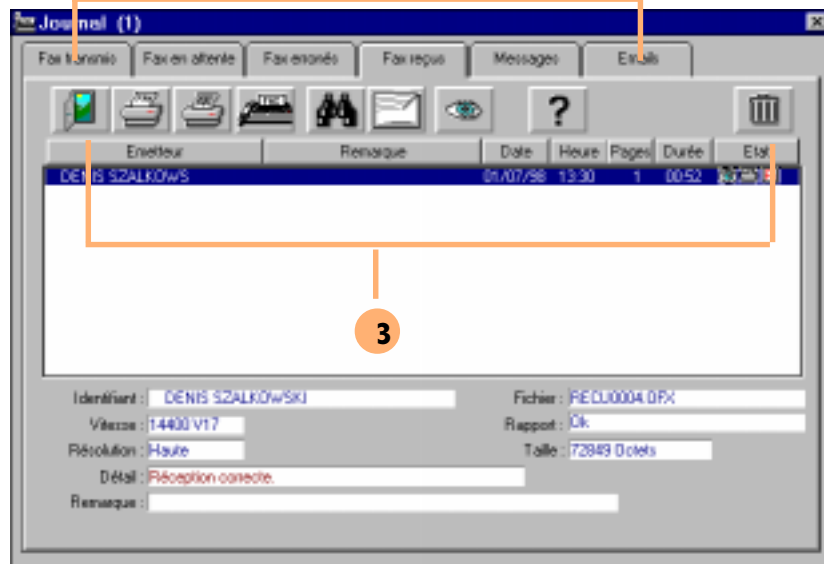 Journal (1)
Fax transmis Fax en attente Fax erronés Fax reçus Messages Emails
?
Emetteur Remarque Date Heure Pages Durée Etat
DENIS SZALKOWS 01/07/98 13:30 1 00:52
3
Identifiant : DENIS SZALKOWSKI Fichier : RECU0004.DFX
Vitesse : 14400 V17 Rapport : Ok
Résolution : Haute Taille : 72849 Octets
Détail : Réception correcte.
Remarque :